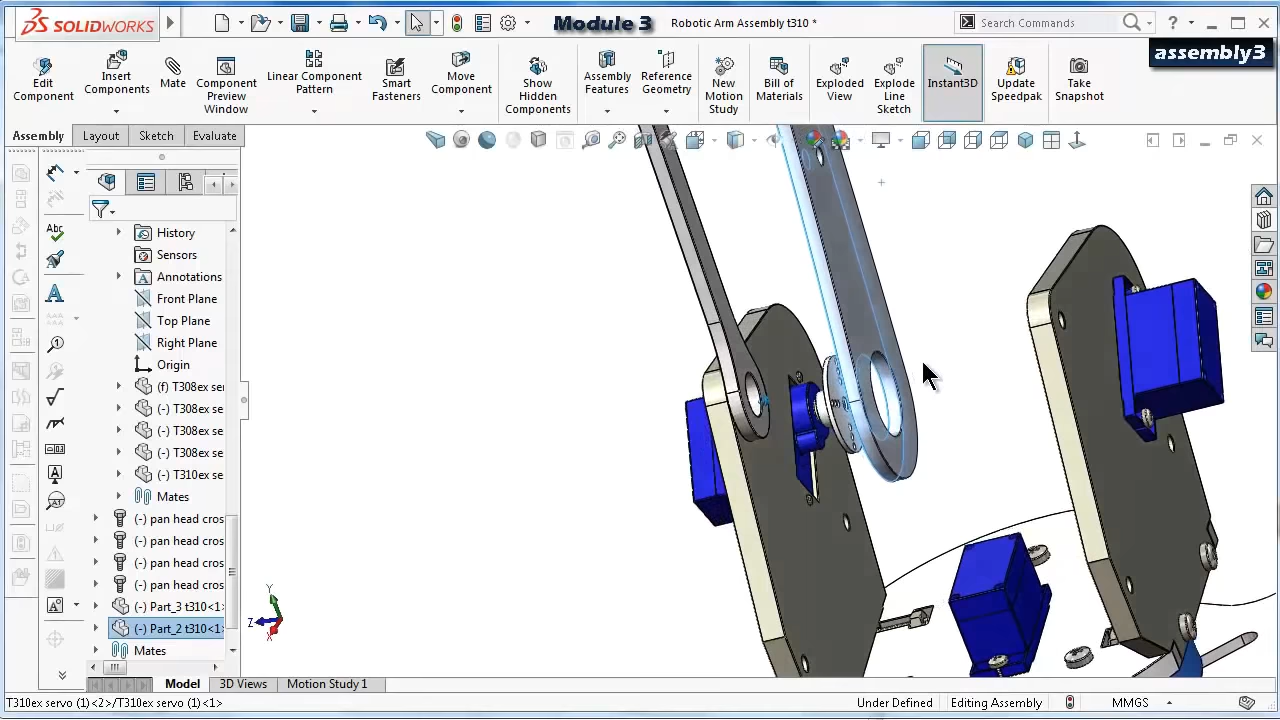 SOLIDWORKS
Module 3
Robotic Arm Assembly t310 *
Search Commands
assembly3
Edit Component
Insert Components
Mate
Component Preview Window
Linear Component Pattern
Smart Fasteners
Move Component
Show Hidden Components
Assembly Features
Reference Geometry
New Motion Study
Bill of Materials
Exploded View
Explode Line Sketch
Instant3D
Update Speedpak
Take Snapshot
Assembly
Layout
Sketch
Evaluate
History
Sensors
Annotations
Front Plane
Top Plane
Right Plane
Origin
(f) T308ex se
(-) T308ex se
(-) T308ex se
(-) T308ex se
(-) T310ex se
Mates
(-) pan head cros
(-) pan head cros
(-) pan head cros
(-) pan head cros
(-) Part_3 t310<1>
(-) Part_2 t310<1>
Mates
Abc
Y
Z
X
Model
3D Views
Motion Study 1
T310ex servo (1)<2>/T310ex servo (1)<1>
Under Defined
Editing Assembly
MMGS